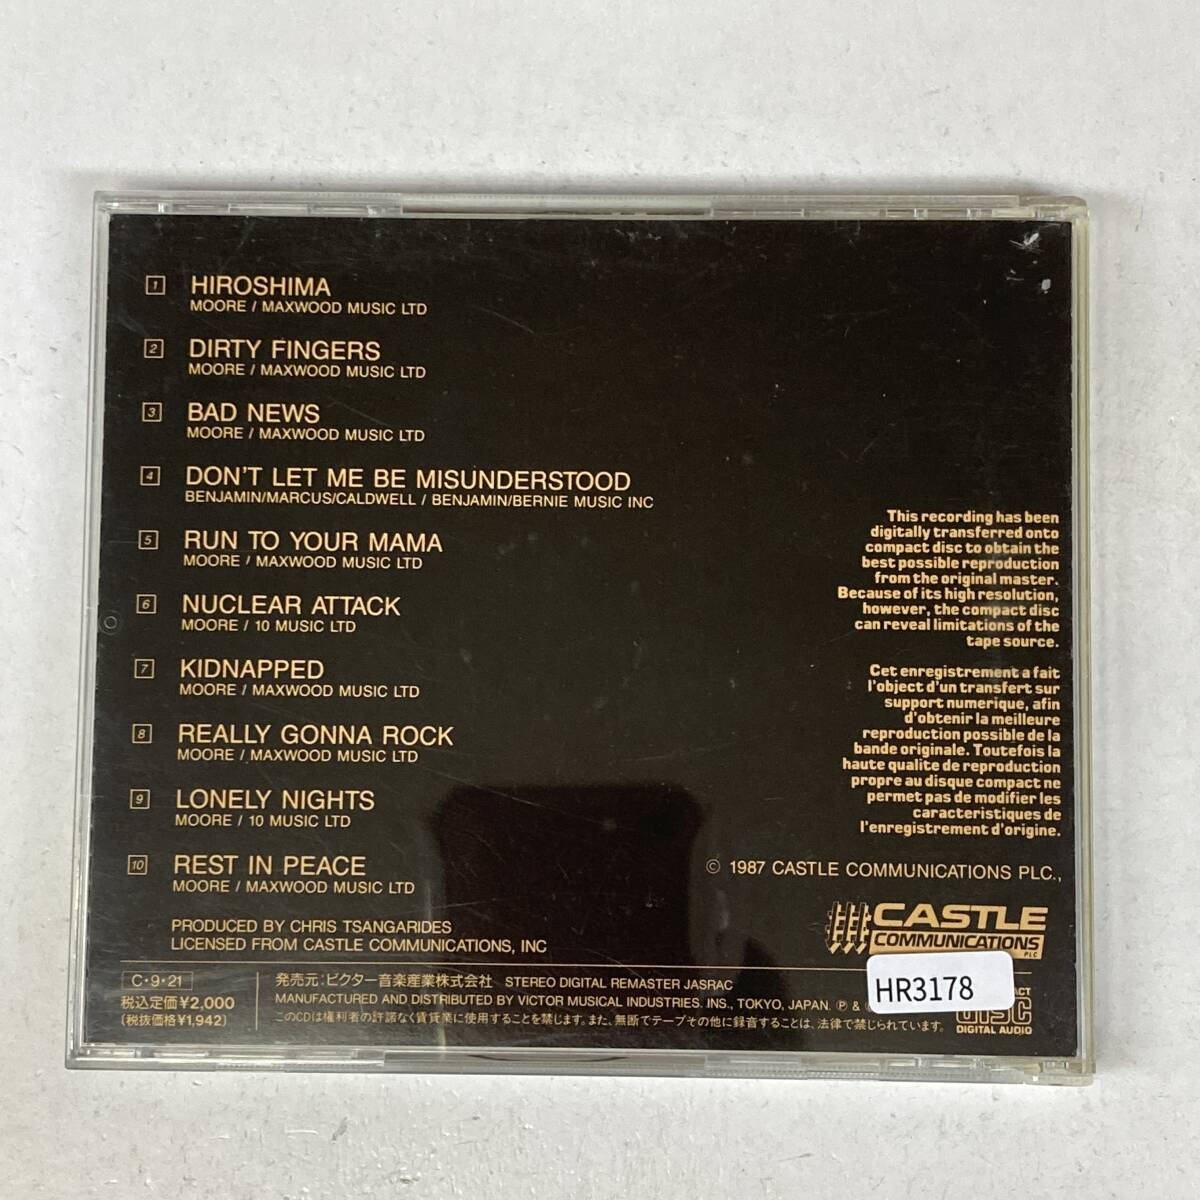 1 HIROSHIMA
MOORE / MAXWOOD MUSIC LTD
2 DIRTY FINGERS
MOORE / MAXWOOD MUSIC LTD
3 BAD NEWS
MOORE / MAXWOOD MUSIC LTD
4 DON'T LET ME BE MISUNDERSTOOD
BENJAMIN/MARCUS/CALDWELL / BENJAMIN/BERNIE MUSIC INC
5 RUN TO YOUR MAMA
MOORE / MAXWOOD MUSIC LTD
6 NUCLEAR ATTACK
MOORE / 10 MUSIC LTD
7 KIDNAPPED
MOORE / MAXWOOD MUSIC LTD
8 REALLY GONNA ROCK
MOORE / MAXWOOD MUSIC LTD
9 LONELY NIGHTS
MOORE / 10 MUSIC LTD
10 REST IN PEACE
MOORE / MAXWOOD MUSIC LTD
PRODUCED BY CHRIS TSANGARIDES
LICENSED FROM CASTLE COMMUNICATIONS, INC
This recording has been
digitally transferred onto
compact disc to obtain the
best possible reproduction
from the original master.
Because of its high resolution,
however, the compact disc
can reveal limitations of the
tape source.
Cet enregistrement a fait
l'object d'un transfert sur
support numerique, afin
d'obtenir la meilleure
reproduction possible de la
bande originale. Toutefois la
haute qualite de reproduction
propre au disque compact ne
permet pas de modifier les
caracteristiques de
l'enregistrement d'origine.
© 1987 CASTLE COMMUNICATIONS PLC.,
CASTLE
COMMUNICATIONS
PLC
C・9・21
税込定価¥2,000
(税抜価格¥1,942)
発売元:ビクター音楽産業株式会社 STEREO DIGITAL REMASTER JASRAC
MANUFACTURED AND DISTRIBUTED BY VICTOR MUSICAL INDUSTRIES. INS., TOKYO, JAPAN. ℗ &
このCDは権利者の許諾なく賃貸業に使用することを禁じます。また、無断でテープその他に録音することは、法律で禁じられています。
HR3178
DISC
DIGITAL AUDIO